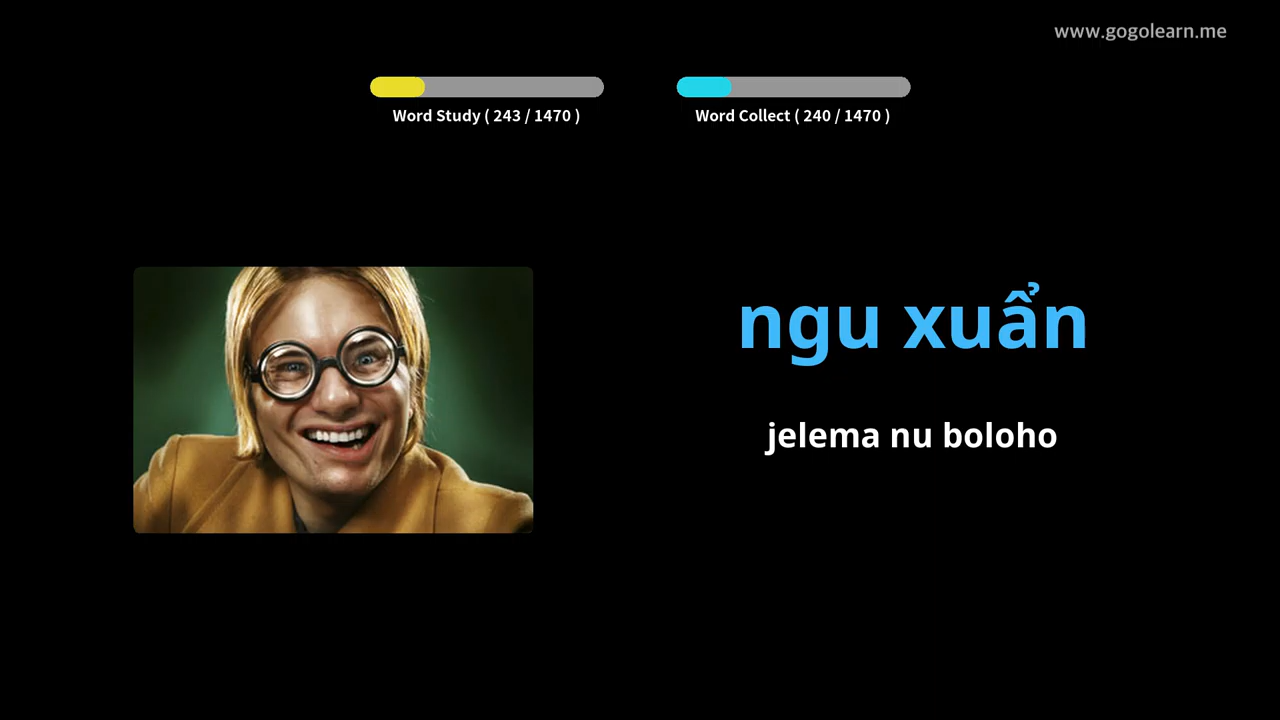 www.gogolearn.me
Word Study ( 243 / 1470 )
Word Collect ( 240 / 1470 )
ngu xuẩn
jelema nu boloho